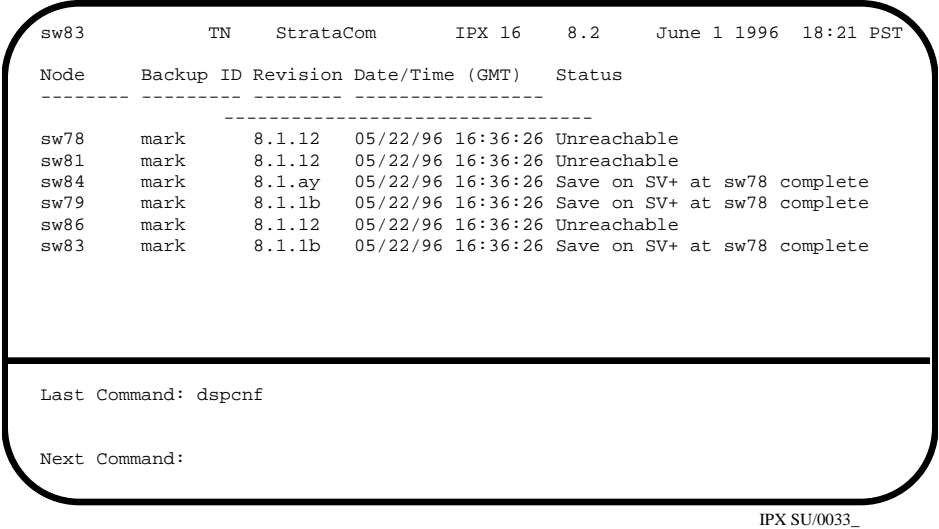 sw83 TN StrataCom IPX 16 8.2 June 1 1996 18:21 PST
Node Backup ID Revision Date/Time (GMT) Status
-------- --------- -------- -----------------
---------------------------------
sw78 mark 8.1.12 05/22/96 16:36:26 Unreachable
sw81 mark 8.1.12 05/22/96 16:36:26 Unreachable
sw84 mark 8.1.ay 05/22/96 16:36:26 Save on SV+ at sw78 complete
sw79 mark 8.1.1b 05/22/96 16:36:26 Save on SV+ at sw78 complete
sw86 mark 8.1.12 05/22/96 16:36:26 Unreachable
sw83 mark 8.1.1b 05/22/96 16:36:26 Save on SV+ at sw78 complete
Last Command: dspcnf
Next Command:
IPX SU/0033_